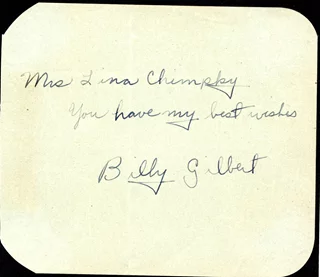 Mrs Lina Chimpky
You have my best wishes
Billy Gilbert